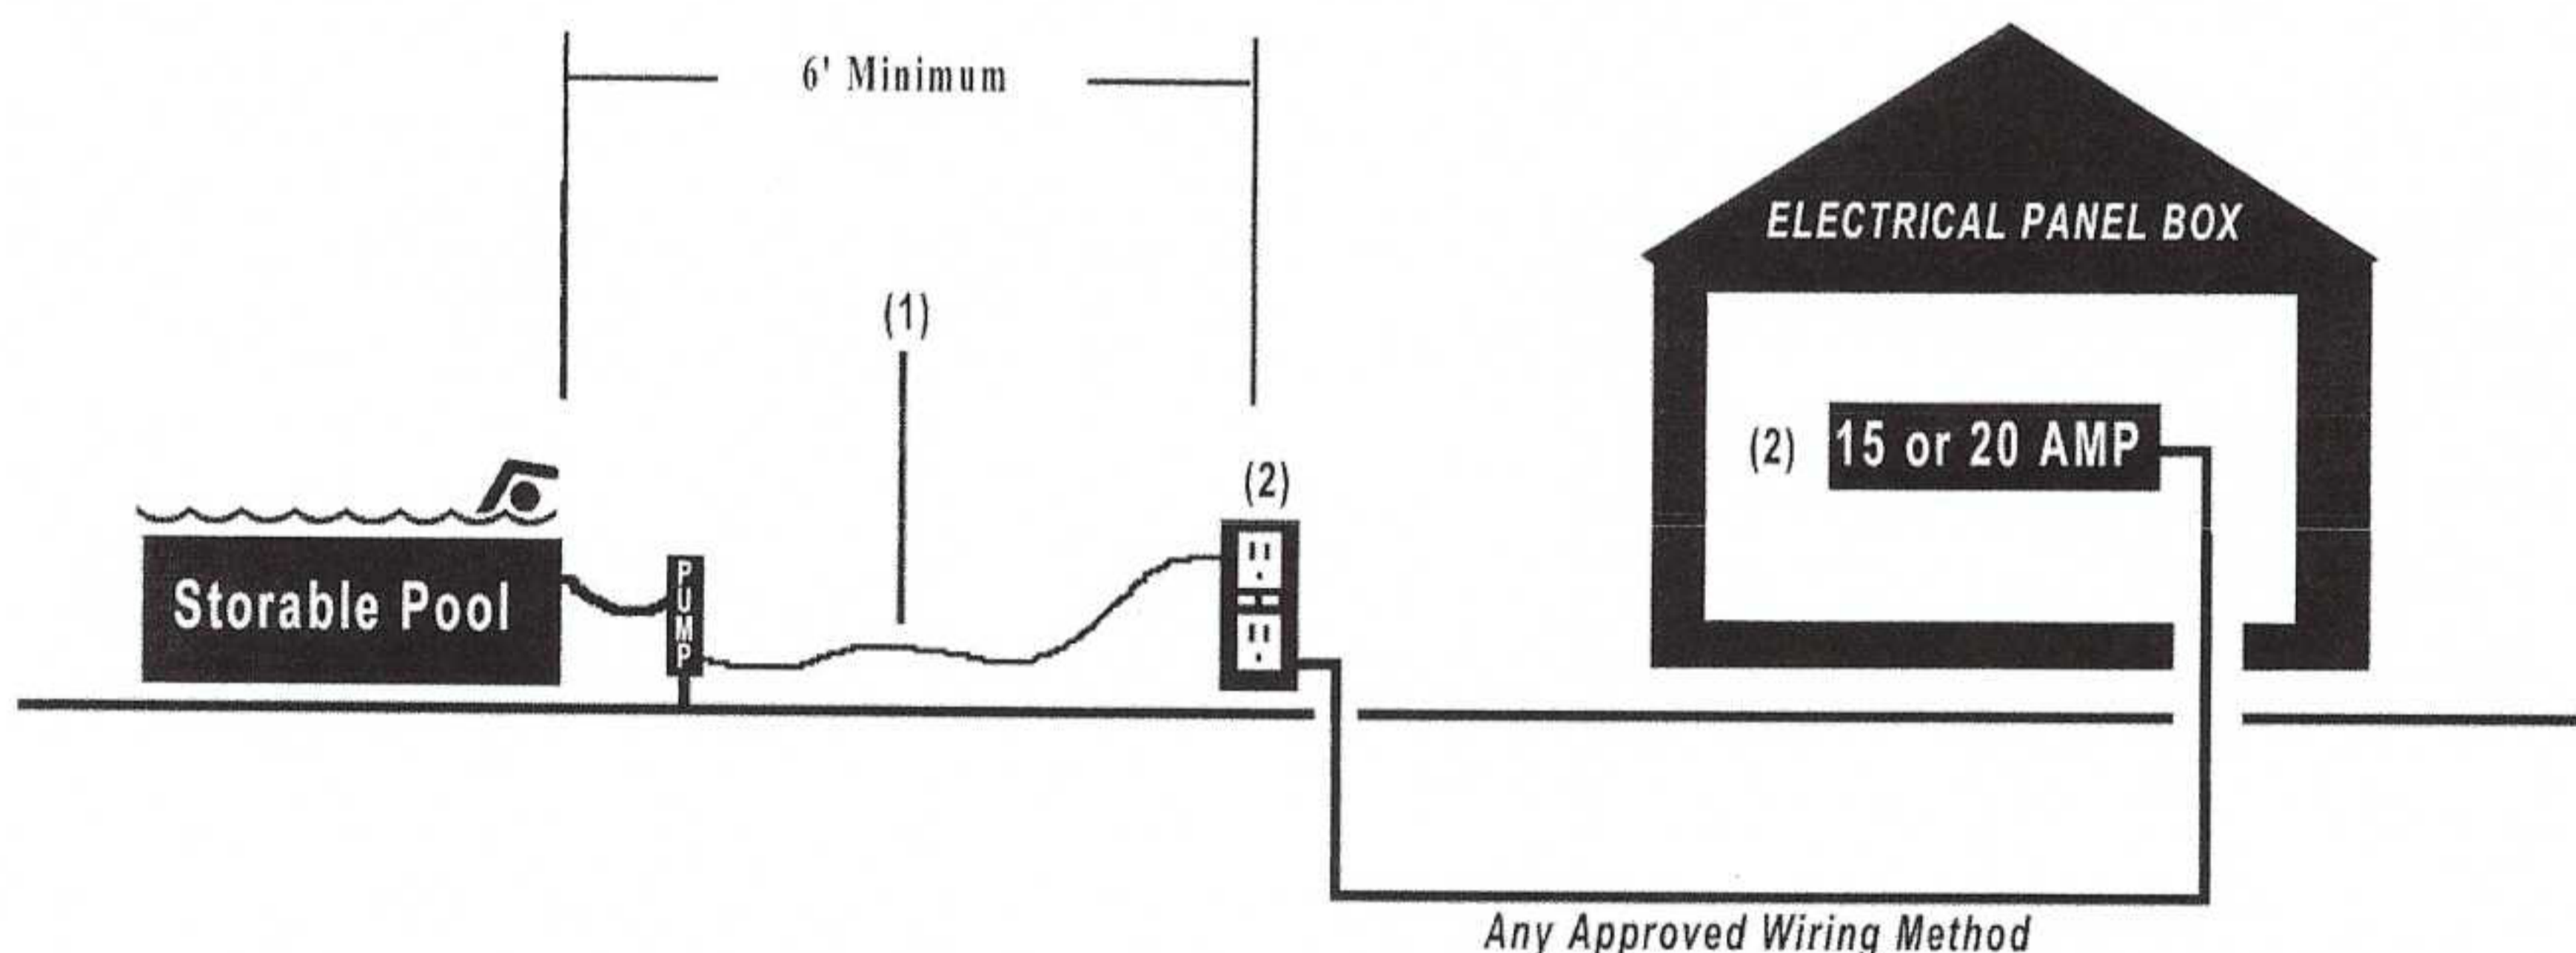 6' Minimum
ELECTRICAL PANEL BOX
(1)
(2) 15 or 20 AMP
(2)
Storable Pool
PUMP
Any Approved Wiring Method